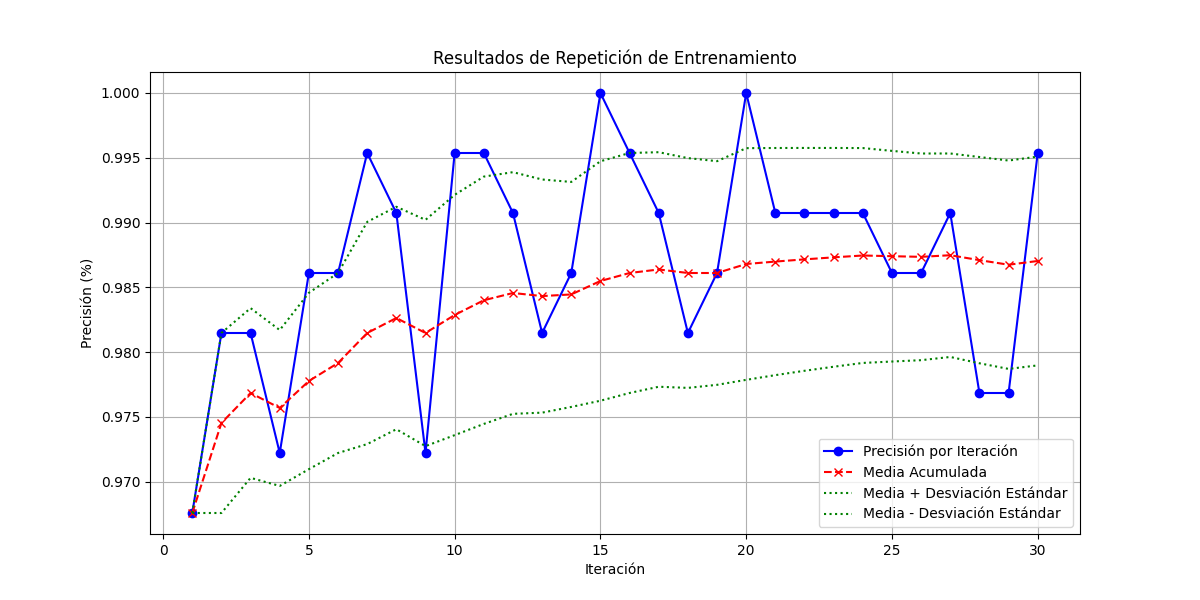 Resultados de Repetición de Entrenamiento
1.000
0.995
0.990
0.985
0.980
0.975
0.970
Precisión (%)
0 5 10 15 20 25 30
Iteración
Precisión por Iteración
Media Acumulada
Media + Desviación Estándar
Media - Desviación Estándar